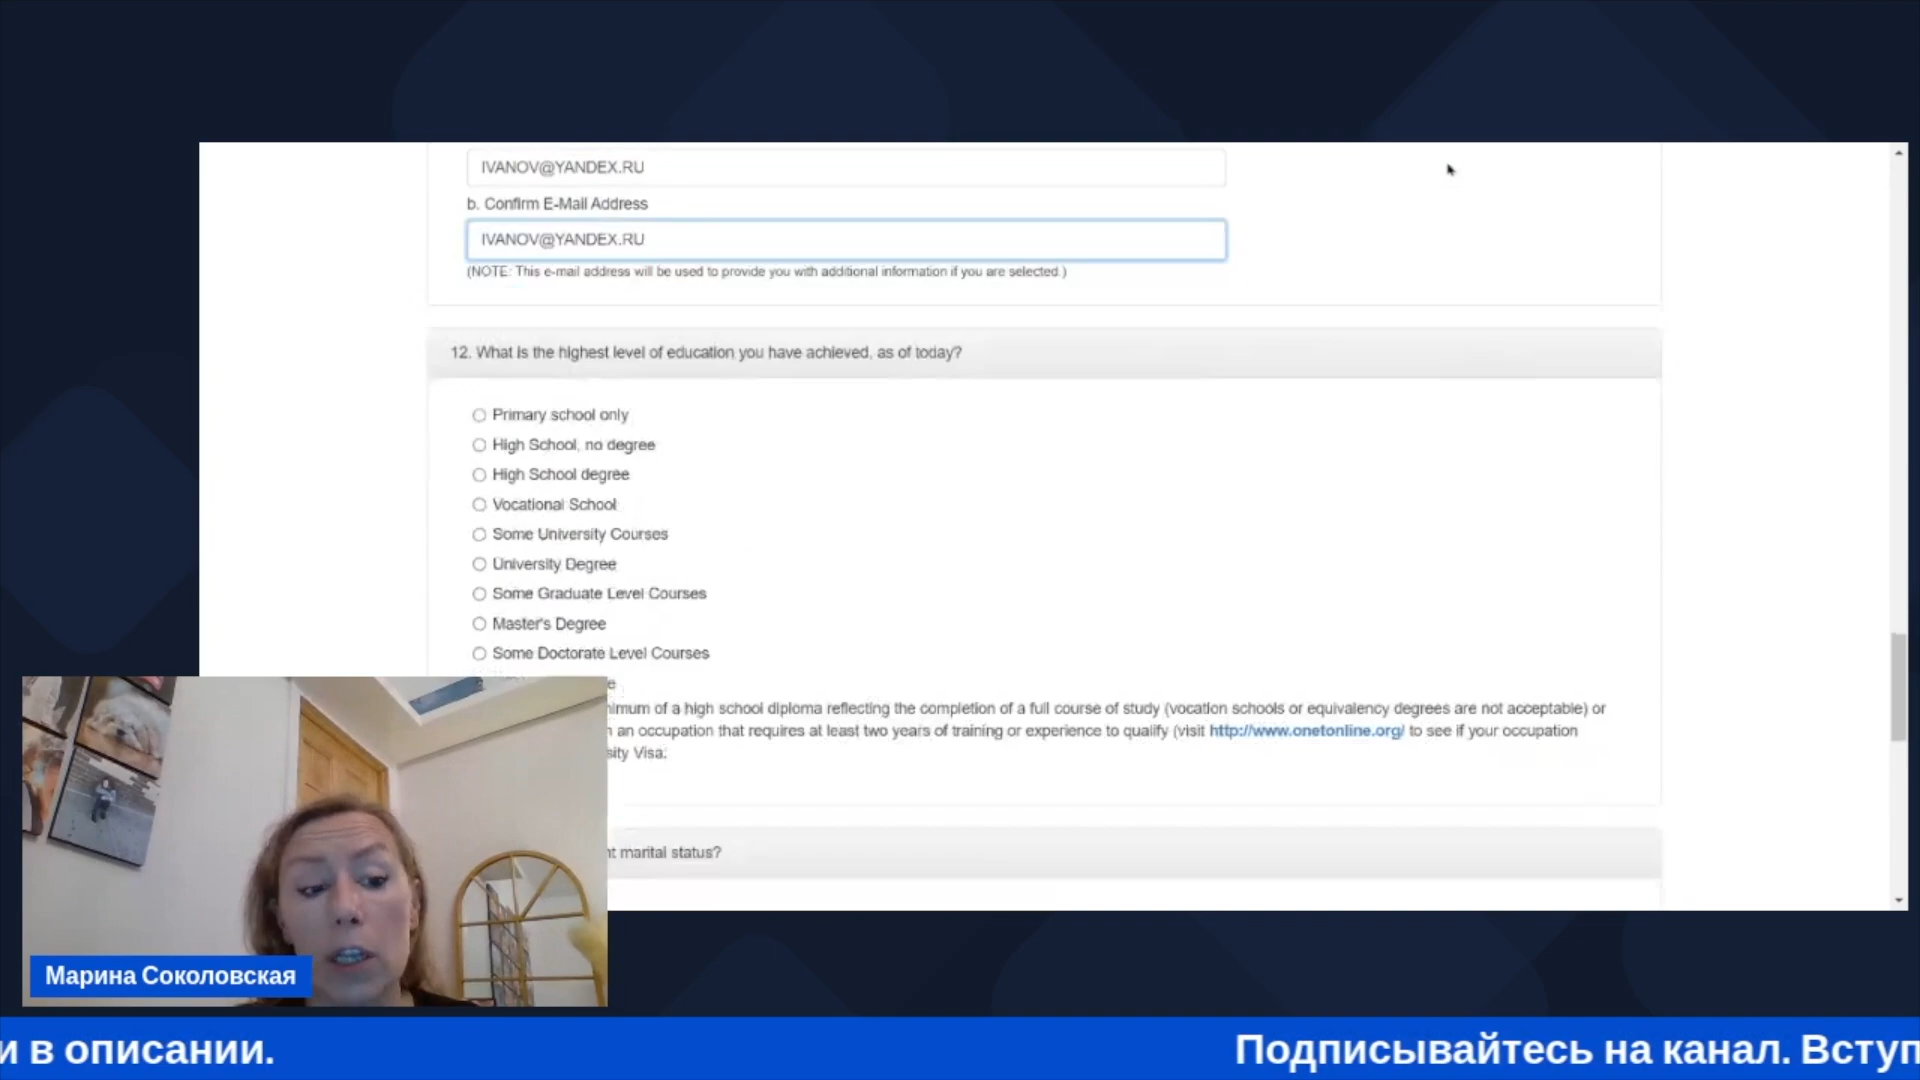 IVANOV@YANDEX.RU
b. Confirm E-Mail Address
IVANOV@YANDEX.RU
(NOTE: This e-mail address will be used to provide you with additional information if you are selected.)
12. What is the highest level of education you have achieved, as of today?
Primary school only
High School, no degree
High School degree
Vocational School
Some University Courses
University Degree
Some Graduate Level Courses
Master's Degree
Some Doctorate Level Courses
of a high school diploma reflecting the completion of a full course of study (vocation schools or equivalency degrees are not acceptable) or
an occupation that requires at least two years of training or experience to qualify (visit http://www.onetonline.org/ to see if your occupation
Visa:
marital status?
Марина Соколовская
и в описании.
Подписывайтесь на канал. Вступ